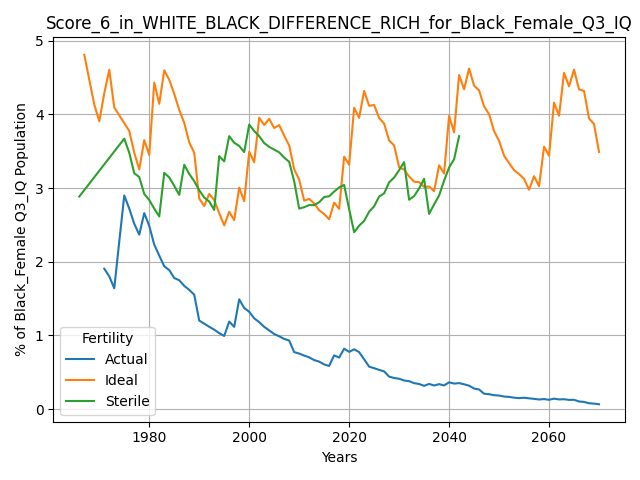 Score_6_in_WHITE_BLACK_DIFFERENCE_RICH_for_Black_Female_Q3_IQ
% of Black_Female Q3_IQ Population
5
4
3
2
1
0
Fertility
Actual
Ideal
Sterile
1980 2000 2020 2040 2060
Years